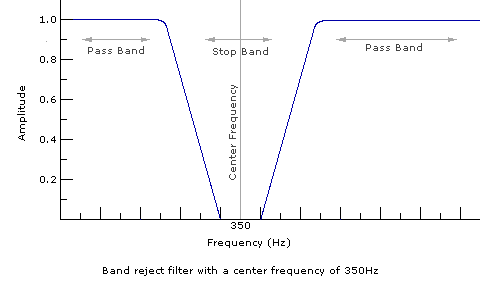 1.0
0.8
0.6
0.4
0.2
Amplitude
Pass Band
Stop Band
Pass Band
Center Frequency
350
Frequency (Hz)
Band reject filter with a center frequency of 350Hz